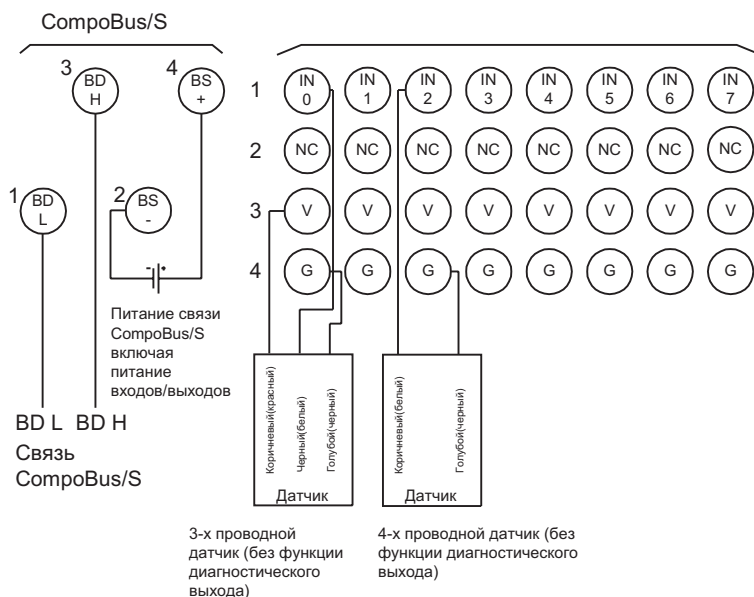 CompoBus/S
3
BD
H
4
BS
+
1
BD
L
2
BS
-
- +
Питание связи
CompoBus/S
включая
питание
входов/выходов
BD L BD H
Связь
CompoBus/S
1 IN 0 IN 1 IN 2 IN 3 IN 4 IN 5 IN 6 IN 7
2 NC NC NC NC NC NC NC NC
3 V V V V V V V V
4 G G G G G G G G
Коричневый(красный)
Черный(белый)
Голубой(черный)
Датчик
Коричневый(белый)
Голубой(черный)
Датчик
3-х проводной
датчик (без функции
диагностического
выхода)
4-х проводной датчик (без
функции диагностического
выхода)